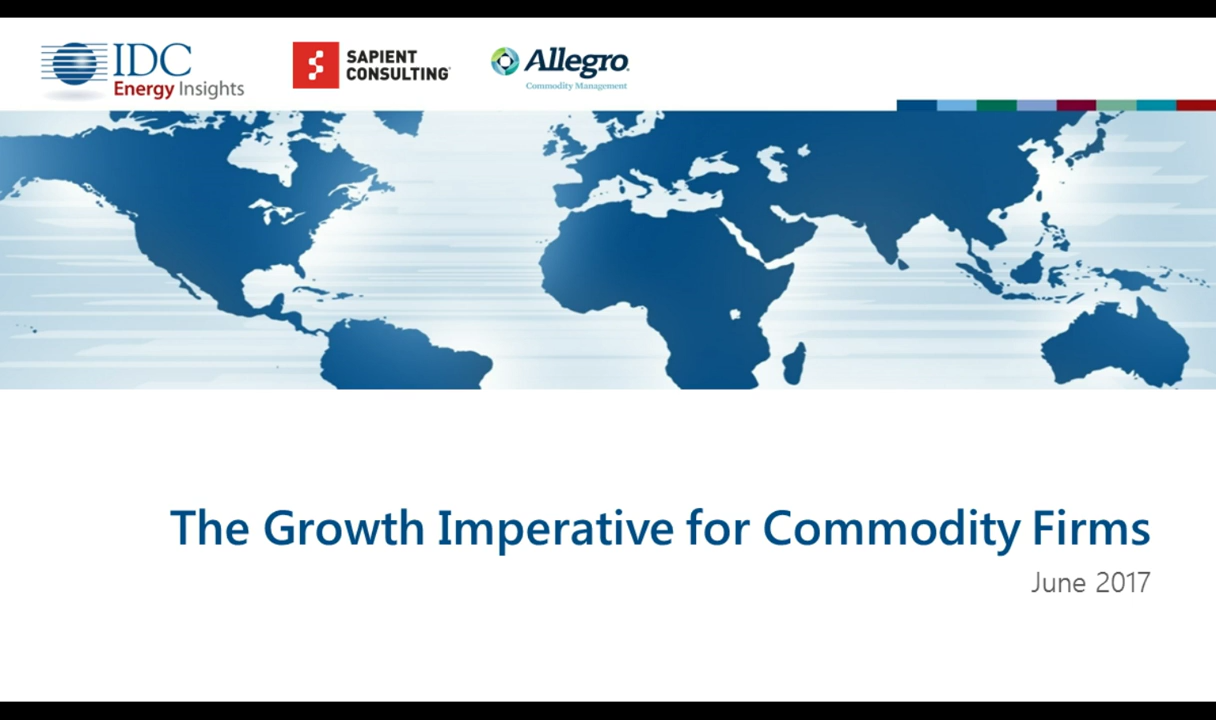 IDC
Energy Insights
SAPIENT
CONSULTING
Allegro
Commodity Management
The Growth Imperative for Commodity Firms
June 2017